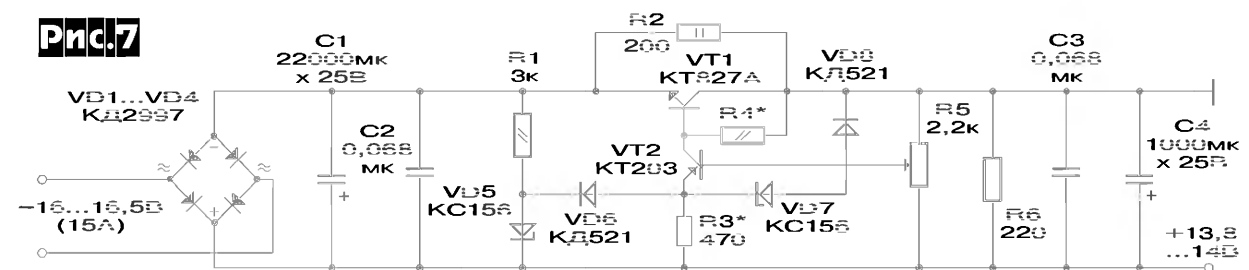 Рис.7
C1
22000мк
x 25В
VD1...VD4
КД2997
C2
0,068
мк
~16...16,5В
(15А)
R1
3к
VD5
КС156
VD6
КД521
R2
200
VT1
КТ827А
R4*
VT2
КТ203
R3*
470
VD7
КС156
VD8
КД521
R5
2,2к
R6
220
C3
0,068
мк
C4
1000мк
x 25В
+13,8
...14В